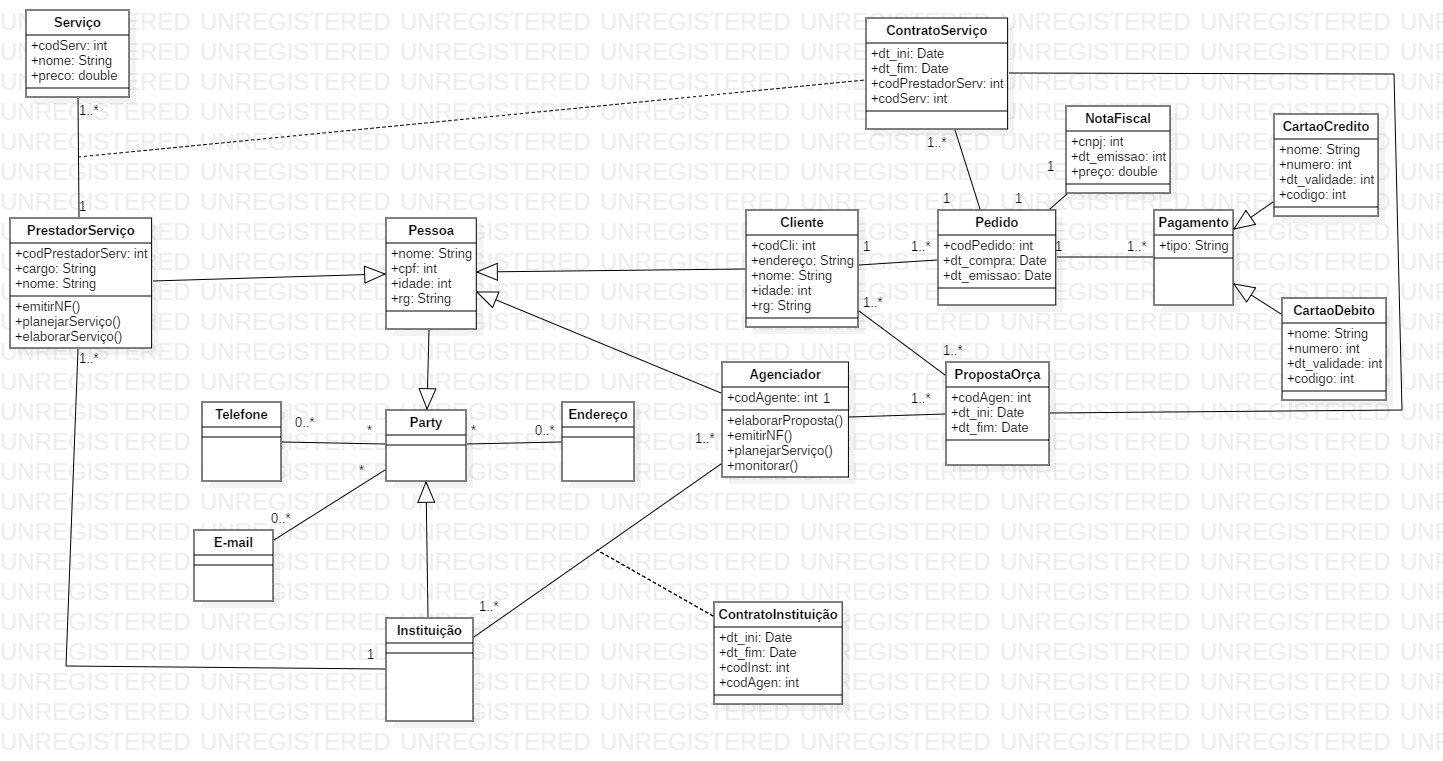 Serviço
+codServ: int
+nome: String
+preco: double
1..*
1
PrestadorServiço
+codPrestadorServ: int
+cargo: String
+nome: String
+emitirNF()
+planejarServiço()
+elaborarServiço()
1..*
Pessoa
+nome: String
+cpf: int
+idade: int
+rg: String
ContratoServiço
+dt_ini: Date
+dt_fim: Date
+codPrestadorServ: int
+codServ: int
1..*
1
NotaFiscal
+cnpj: int
+dt_emissao: int
+preço: double
1
1
CartaoCredito
+nome: String
+numero: int
+dt_validade: int
+codigo: int
Cliente
+codCli: int
+endereço: String
+nome: String
+idade: int
+rg: String
1
1..*
1..*
Pedido
+codPedido: int
+dt_compra: Date
+dt_emissao: Date
1
1..*
Pagamento
+tipo: String
CartaoDebito
+nome: String
+numero: int
+dt_validade: int
+codigo: int
Agenciador
+codAgente: int
1
+elaborarProposta()
+emitirNF()
+planejarServiço()
+monitorar()
1..*
1..*
1..*
PropostaOrça
+codAgen: int
+dt_ini: Date
+dt_fim: Date
Telefone
0..*
*
Party
*
0..*
Endereço
*
0..*
E-mail
1..*
Instituição
1
ContratoInstituição
+dt_ini: Date
+dt_fim: Date
+codInst: int
+codAgen: int
UNREGISTERED UNREGISTERED UNREGISTERED UNREGISTERED UNREGISTERED UNREGISTERED UNREGISTERED